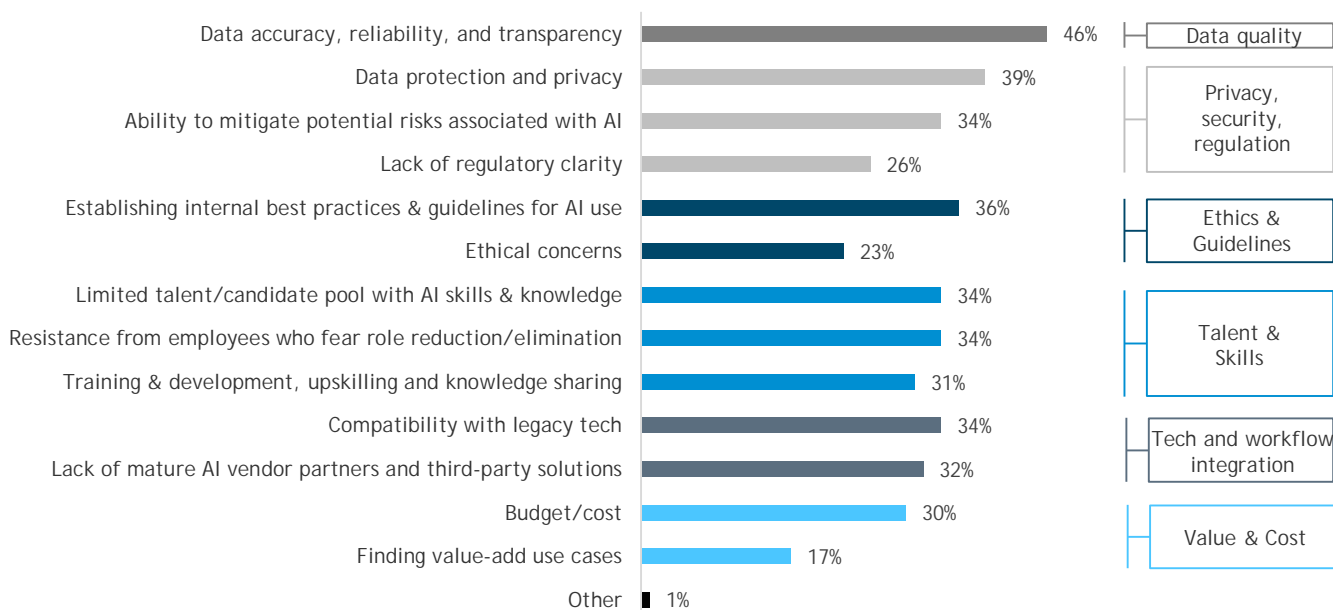 Data accuracy, reliability, and transparency 46%
Data quality
Data protection and privacy 39%
Ability to mitigate potential risks associated with AI 34%
Lack of regulatory clarity 26%
Privacy,
security,
regulation
Establishing internal best practices & guidelines for AI use 36%
Ethical concerns 23%
Ethics &
Guidelines
Limited talent/candidate pool with AI skills & knowledge 34%
Resistance from employees who fear role reduction/elimination 34%
Training & development, upskilling and knowledge sharing 31%
Talent &
Skills
Compatibility with legacy tech 34%
Lack of mature AI vendor partners and third-party solutions 32%
Tech and workflow
integration
Budget/cost 30%
Finding value-add use cases 17%
Value & Cost
Other 1%